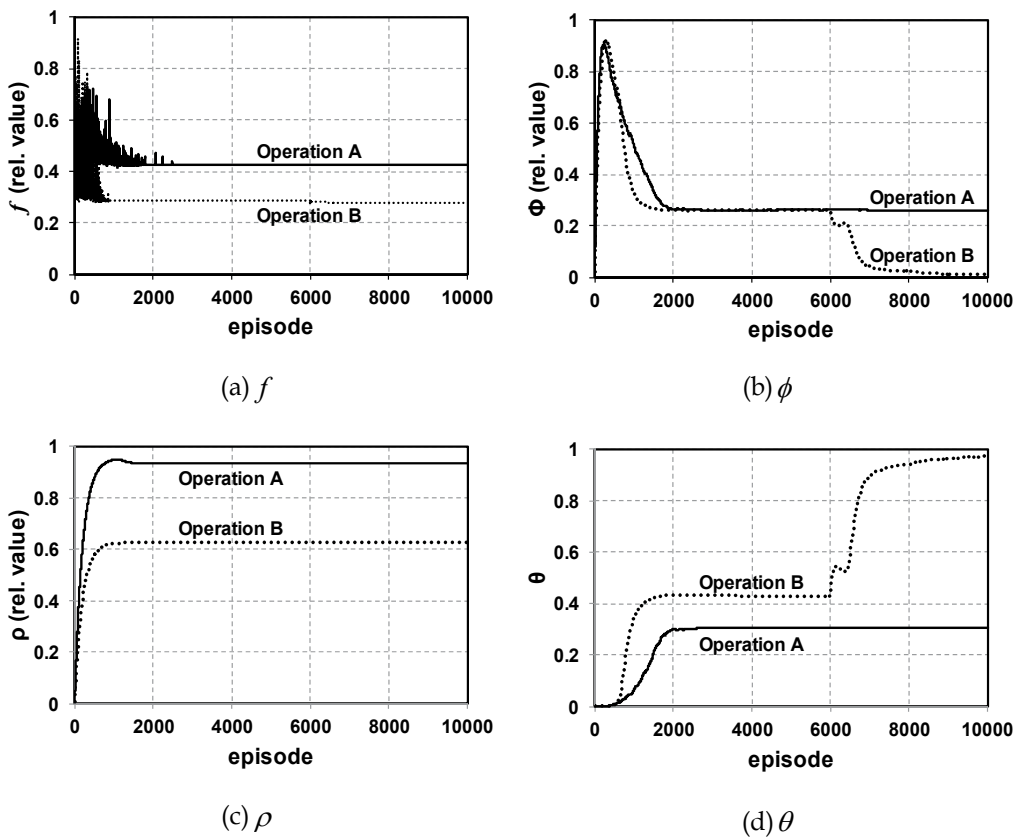 1
0.8
0.6
0.4
0.2
0
f (rel. value)
Operation A
Operation B
0 2000 4000 6000 8000 10000
episode
(a) f
1
0.8
0.6
0.4
0.2
0
Φ (rel. value)
Operation A
Operation B
0 2000 4000 6000 8000 10000
episode
(b) ϕ
1
0.8
0.6
0.4
0.2
0
ρ (rel. value)
Operation A
Operation B
0 2000 4000 6000 8000 10000
episode
(c) ρ
1
0.8
0.6
0.4
0.2
0
θ
Operation B
Operation A
0 2000 4000 6000 8000 10000
episode
(d) θ